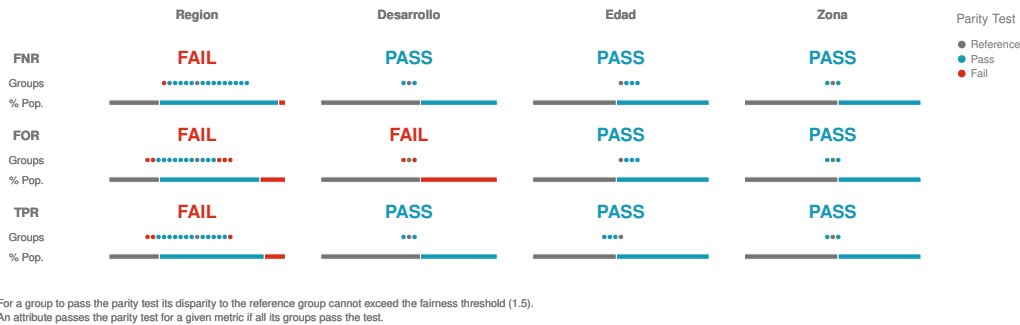 Region Desarrollo Edad Zona
Parity Test
Reference
Pass
Fail
FNR FAIL PASS PASS PASS
Groups
% Pop.
FOR FAIL FAIL PASS PASS
Groups
% Pop.
TPR FAIL PASS PASS PASS
Groups
% Pop.
For a group to pass the parity test its disparity to the reference group cannot exceed the fairness threshold (1.5).
An attribute passes the parity test for a given metric if all its groups pass the test.